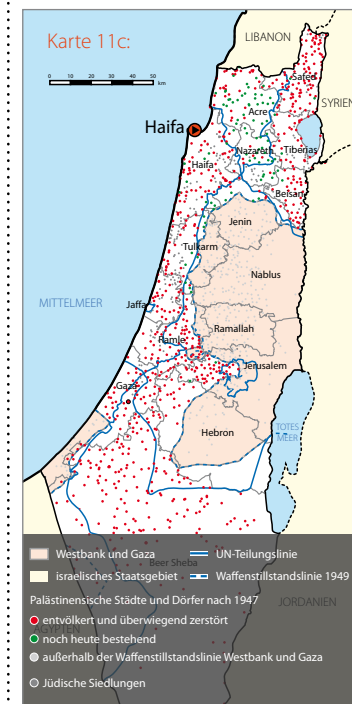 Karte 11c:
LIBANON
0 10 20 30 40 50
km
Safed
SYRIEN
Acre
Haifa
Nazareth
Tiberias
Haifa
Beisan
Jenin
Tulkarm
Nablus
MITTELMEER
Jaffa
Ramallah
Ramle
Jerusalem
Gaza
TOTES
MEER
Hebron
Westbank und Gaza
UN-Teilungslinie
israelisches Staatsgebiet
Waffenstillstandslinie 1949
Beer Sheba
Palästinensische Städte und Dörfer nach 1947
JORDANIEN
entvölkert und überwiegend zerstört
ÄGYPTEN
noch heute bestehend
außerhalb der Waffenstillstandslinie Westbank und Gaza
Jüdische Siedlungen